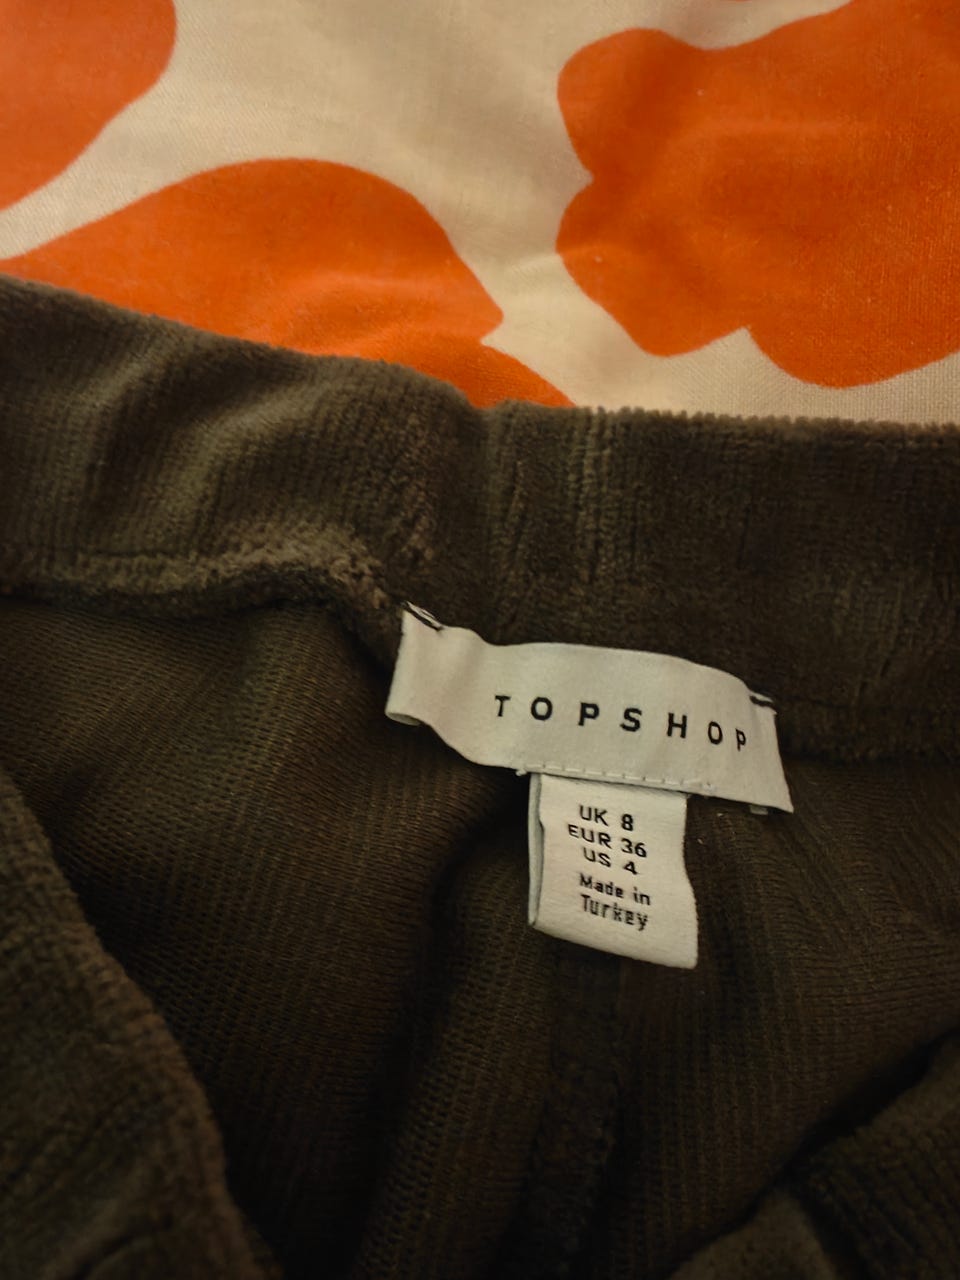 TOPSHOP
UK 8
EUR 36
US 4
Made in
Turkey